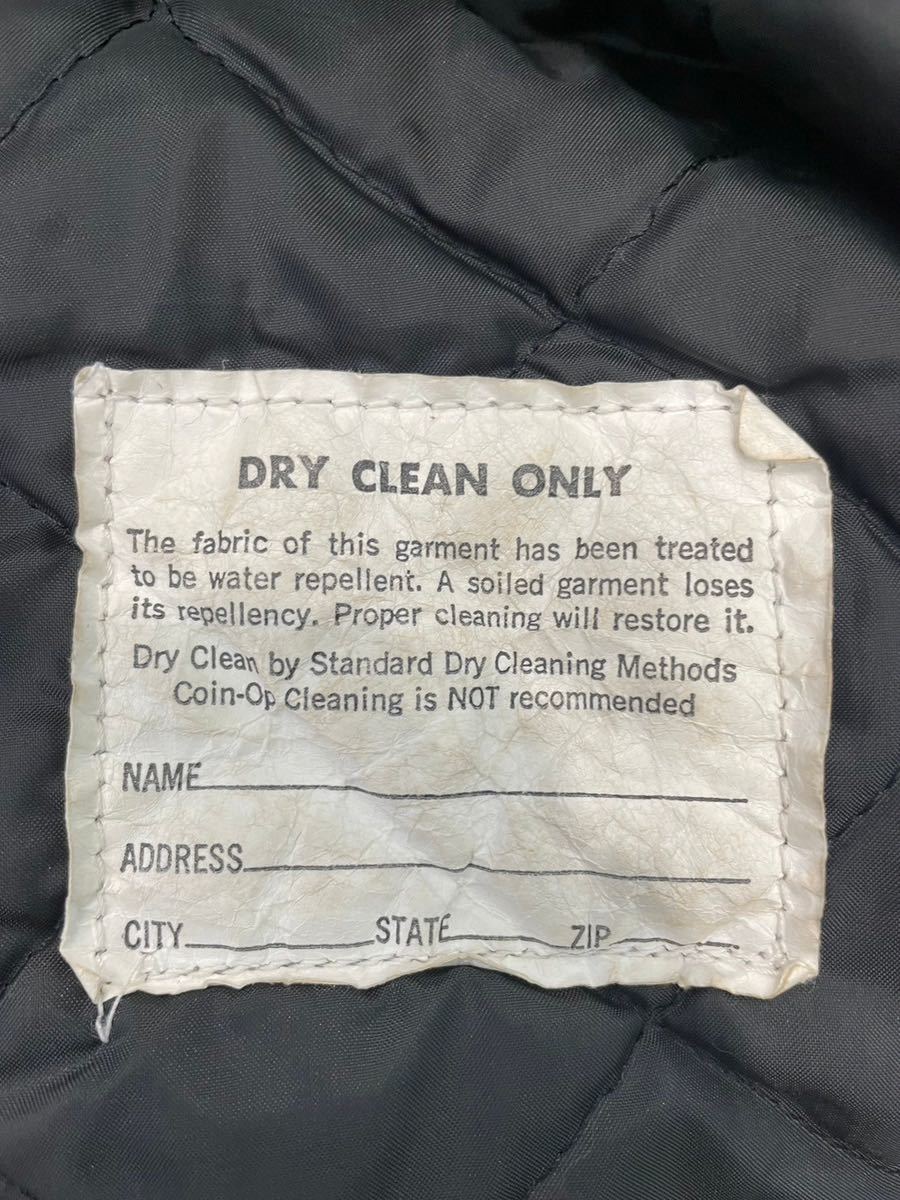 DRY CLEAN ONLY
The fabric of this garment has been treated
to be water repellent. A soiled garment loses
its repellency. Proper cleaning will restore it.
Dry Clean by Standard Dry Cleaning Methods
Coin-Op Cleaning is NOT recommended
NAME
ADDRESS
CITY STATE ZIP